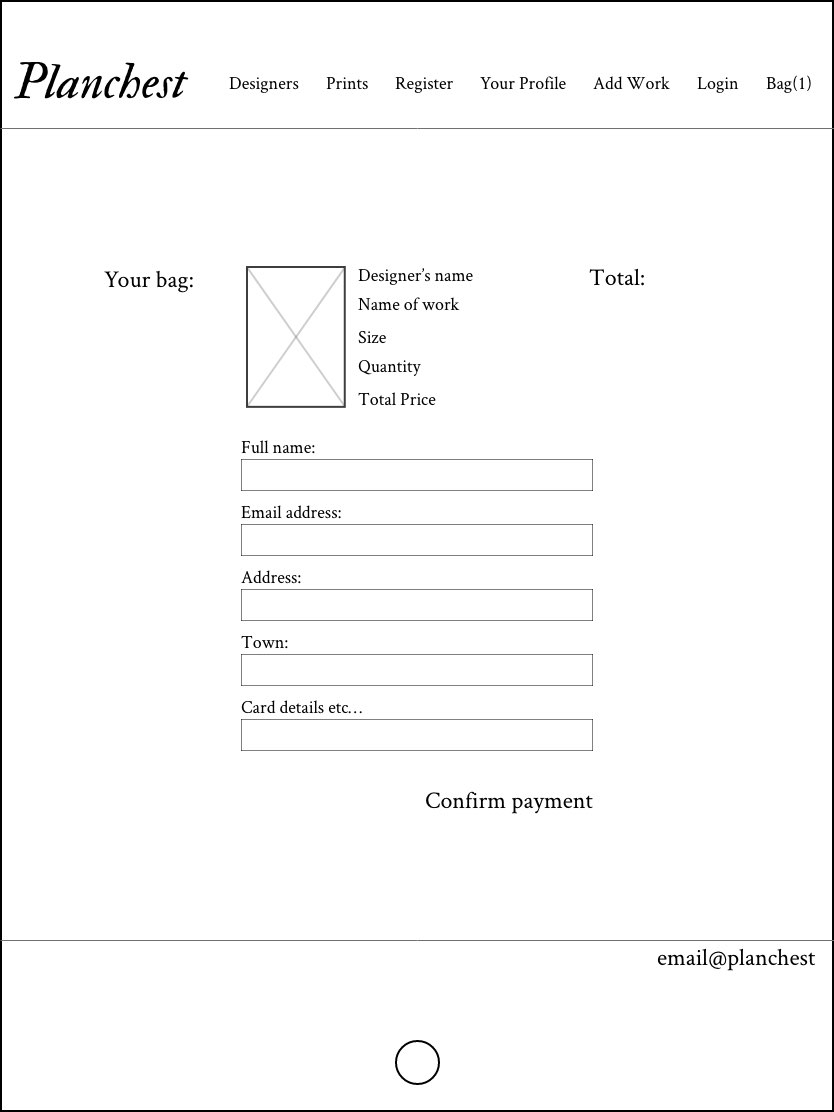 Planchest
Designers Prints Register Your Profile Add Work Login Bag(1)
Your bag:
Designer’s name
Name of work
Size
Quantity
Total Price
Total:
Full name:
Email address:
Address:
Town:
Card details etc…
Confirm payment
email@planchest